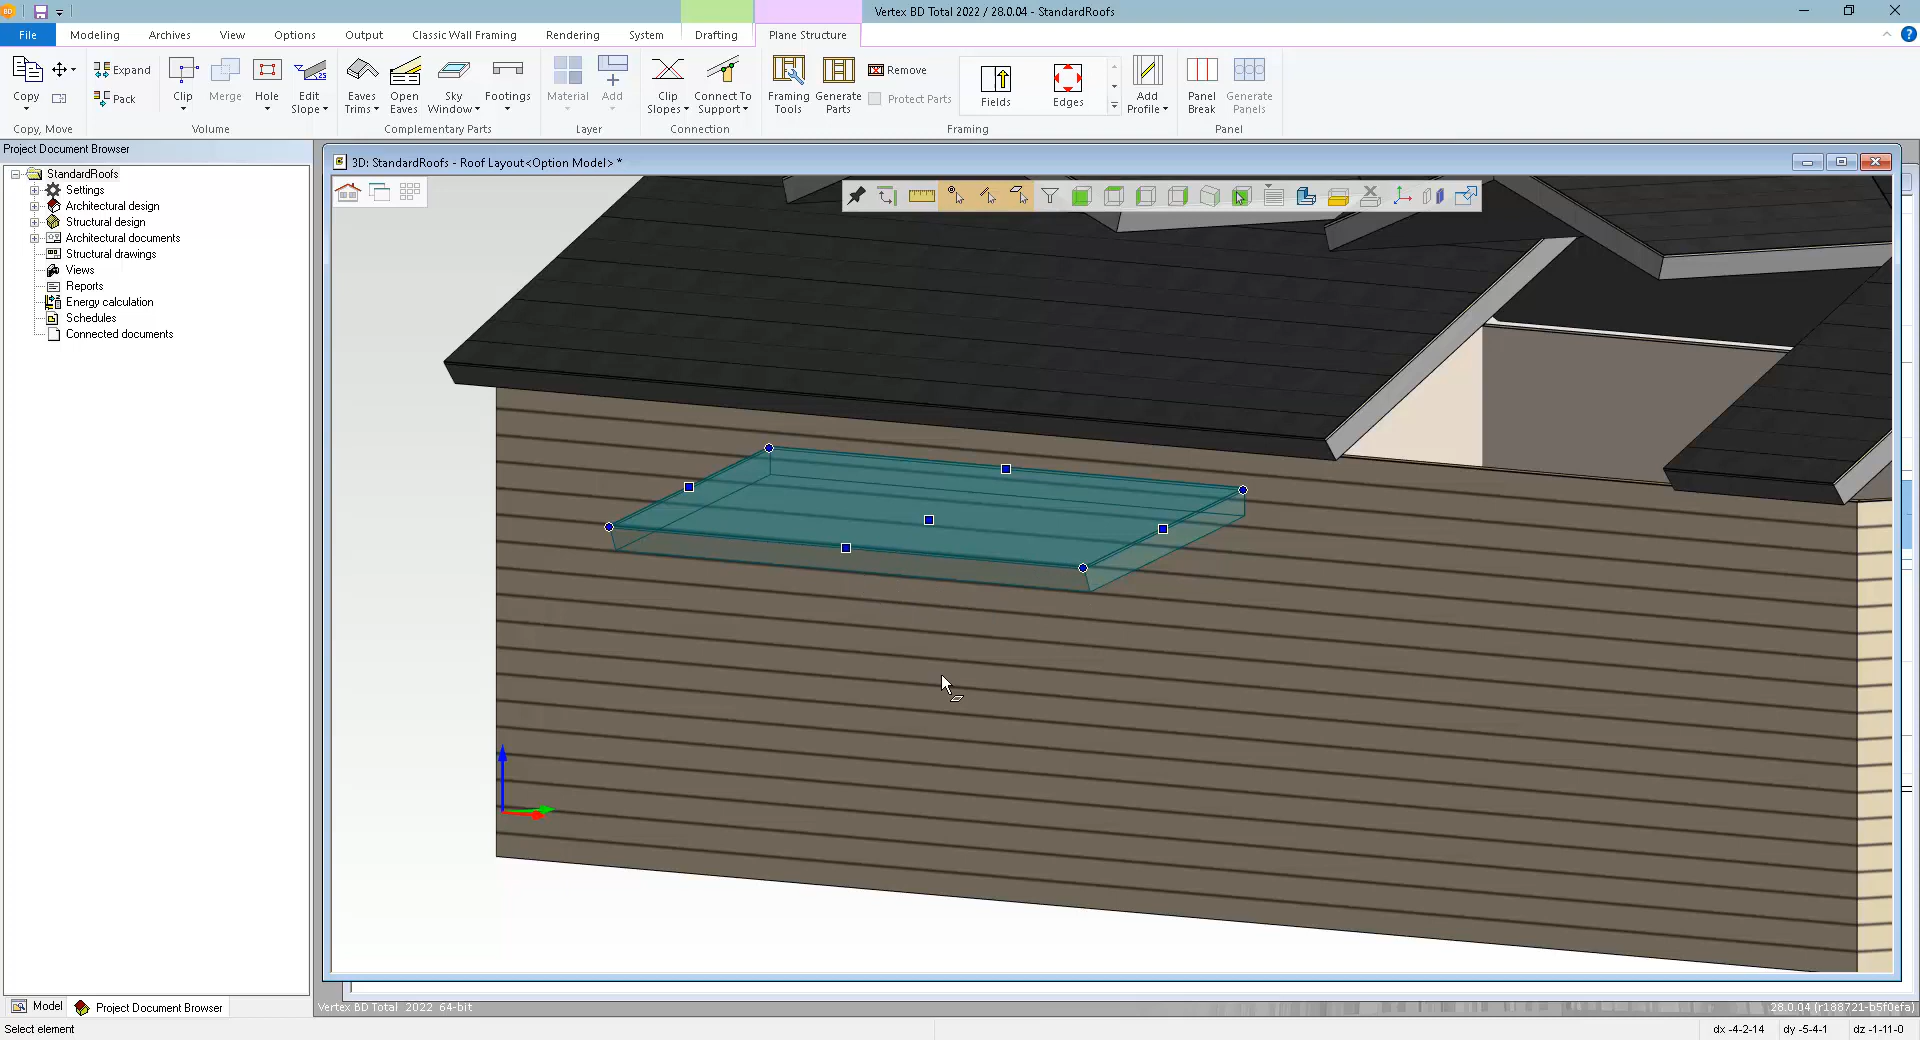 BD
Vertex BD Total 2022 / 28.0.04 - StandardRoofs
File Modeling Archives View Options Output Classic Wall Framing Rendering System Drafting Plane Structure
Copy
Expand
Pack
Copy, Move
Clip Merge Hole Edit Slope
Volume
Eaves Trims Open Eaves Sky Window Footings
Complementary Parts
Material Add
Layer
Clip Slopes Connect To Support
Connection
Framing Tools Generate Parts
Remove
Protect Parts
Fields Edges
Add Profile
Framing
Panel Break Generate Panels
Panel
Project Document Browser
StandardRoofs
Settings
Architectural design
Structural design
Architectural documents
Structural drawings
Views
Reports
Energy calculation
Schedules
Connected documents
3D: StandardRoofs - Roof Layout<Option Model> *
Model Project Document Browser
Vertex BD Total 2022 64-bit
28.0.04 (r188721-b5f0efa)
Select element
dx -4-2-14 dy -5-4-1 dz -1-11-0